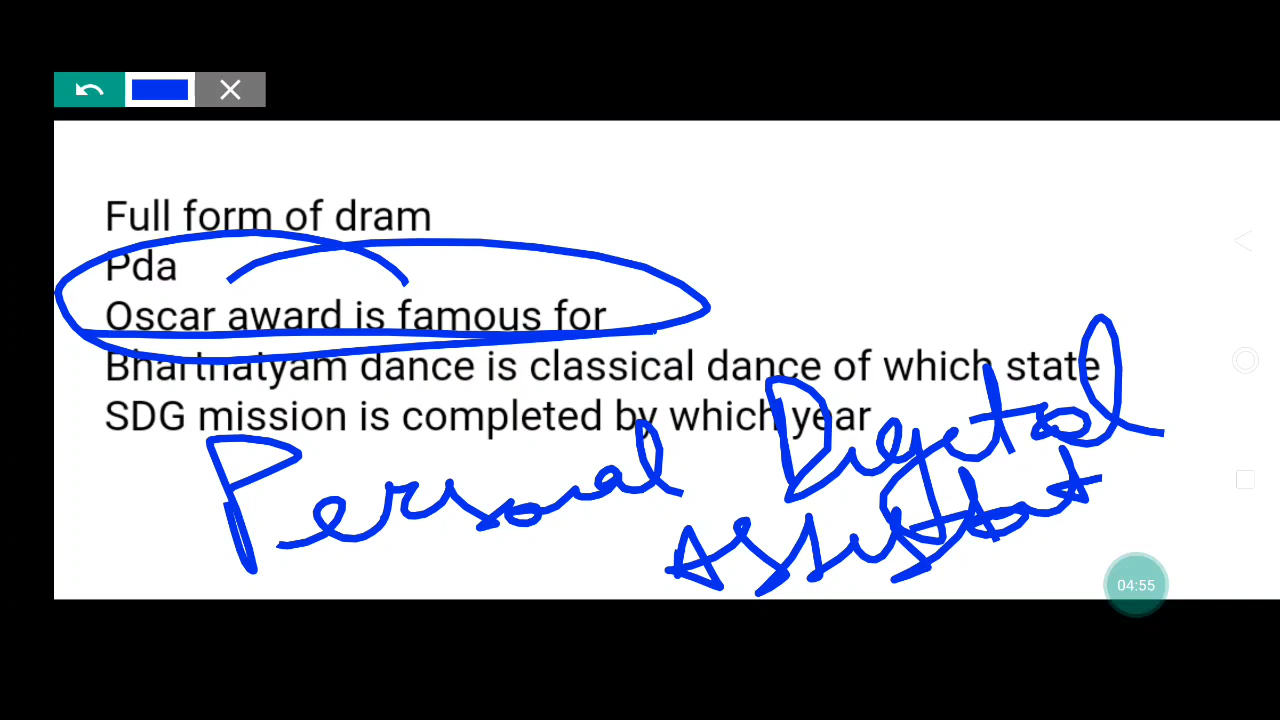 Full form of dram
Pda
Oscar award is famous for
Bharthatyam dance is classical dance of which state
SDG mission is completed by which year
Personal Digital
Assistant
04:55